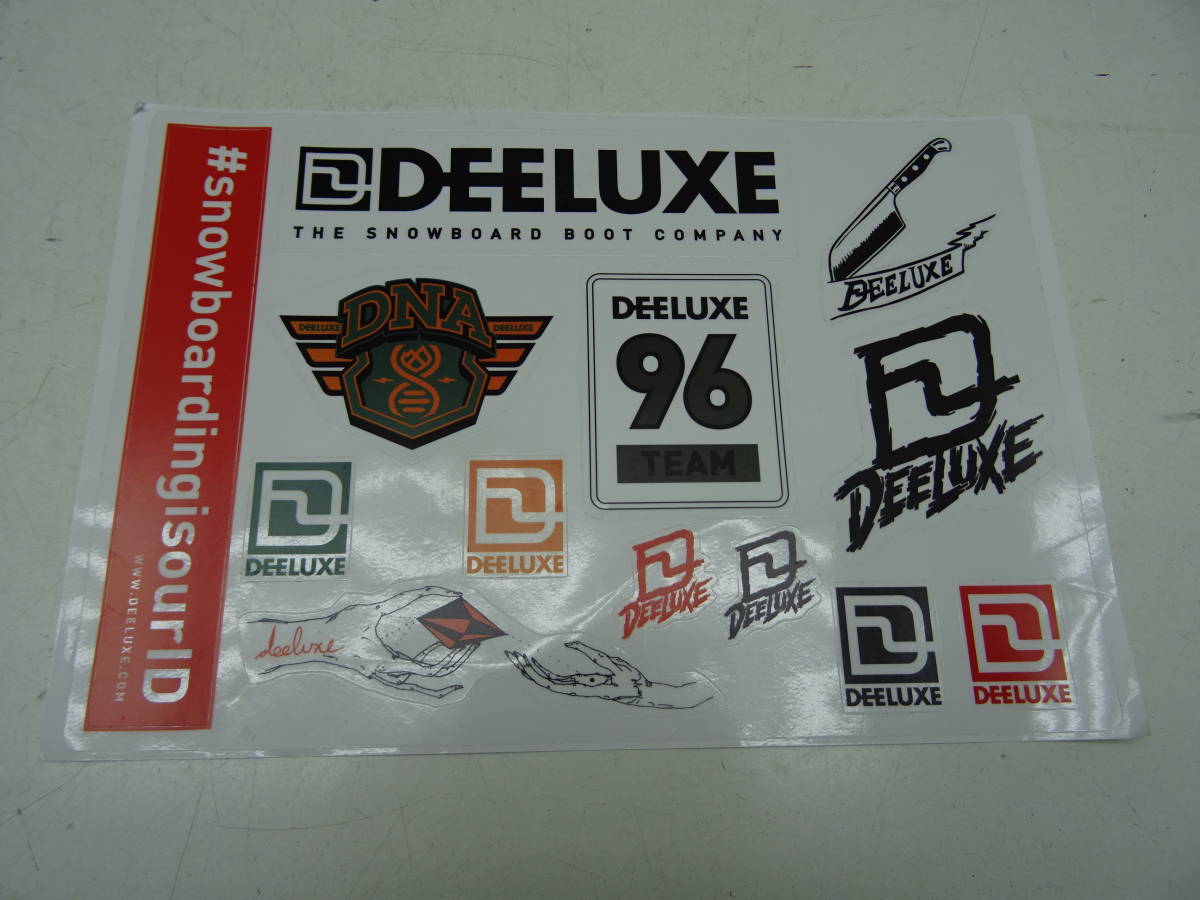 #snowboardingisourID
WWW.DEELUXE.COM
DEELUXE
THE SNOWBOARD BOOT COMPANY
DEELUXE
DNA
DEELUXE DEELUXE
DEELUXE
96
TEAM
DEELUXE
DEELUXE
DEELUXE
deeluxe
DEELUXE
DEELUXE
DEELUXE
DEELUXE